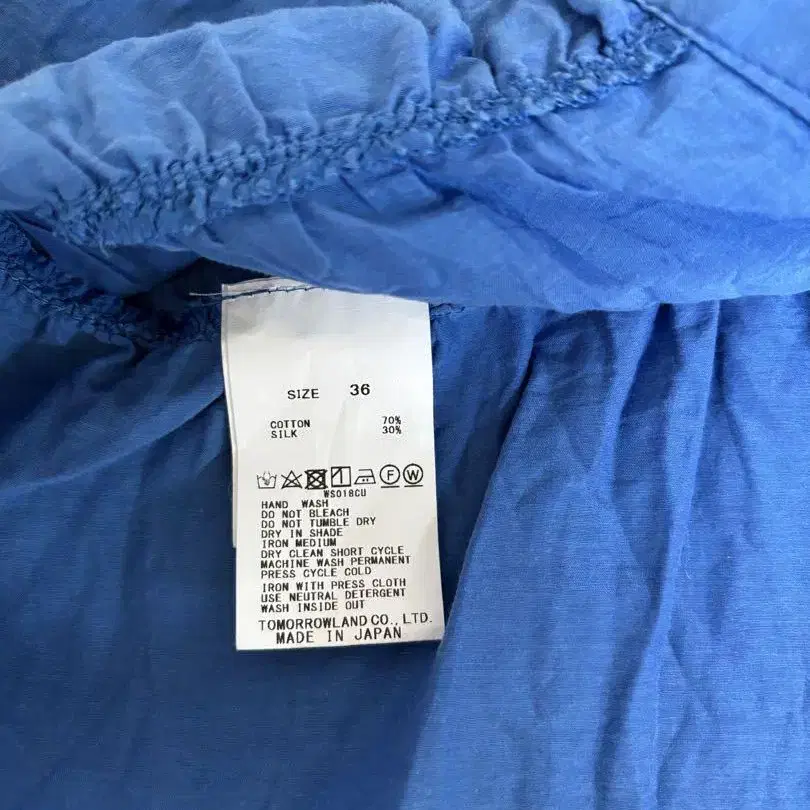 SIZE 36
COTTON 70%
SILK 30%
F W
WS018CU
HAND WASH
DO NOT BLEACH
DO NOT TUMBLE DRY
DRY IN SHADE
IRON MEDIUM
DRY CLEAN SHORT CYCLE
MACHINE WASH PERMANENT
PRESS CYCLE COLD
IRON WITH PRESS CLOTH
USE NEUTRAL DETERGENT
WASH INSIDE OUT
TOMORROWLAND CO., LTD.
MADE IN JAPAN